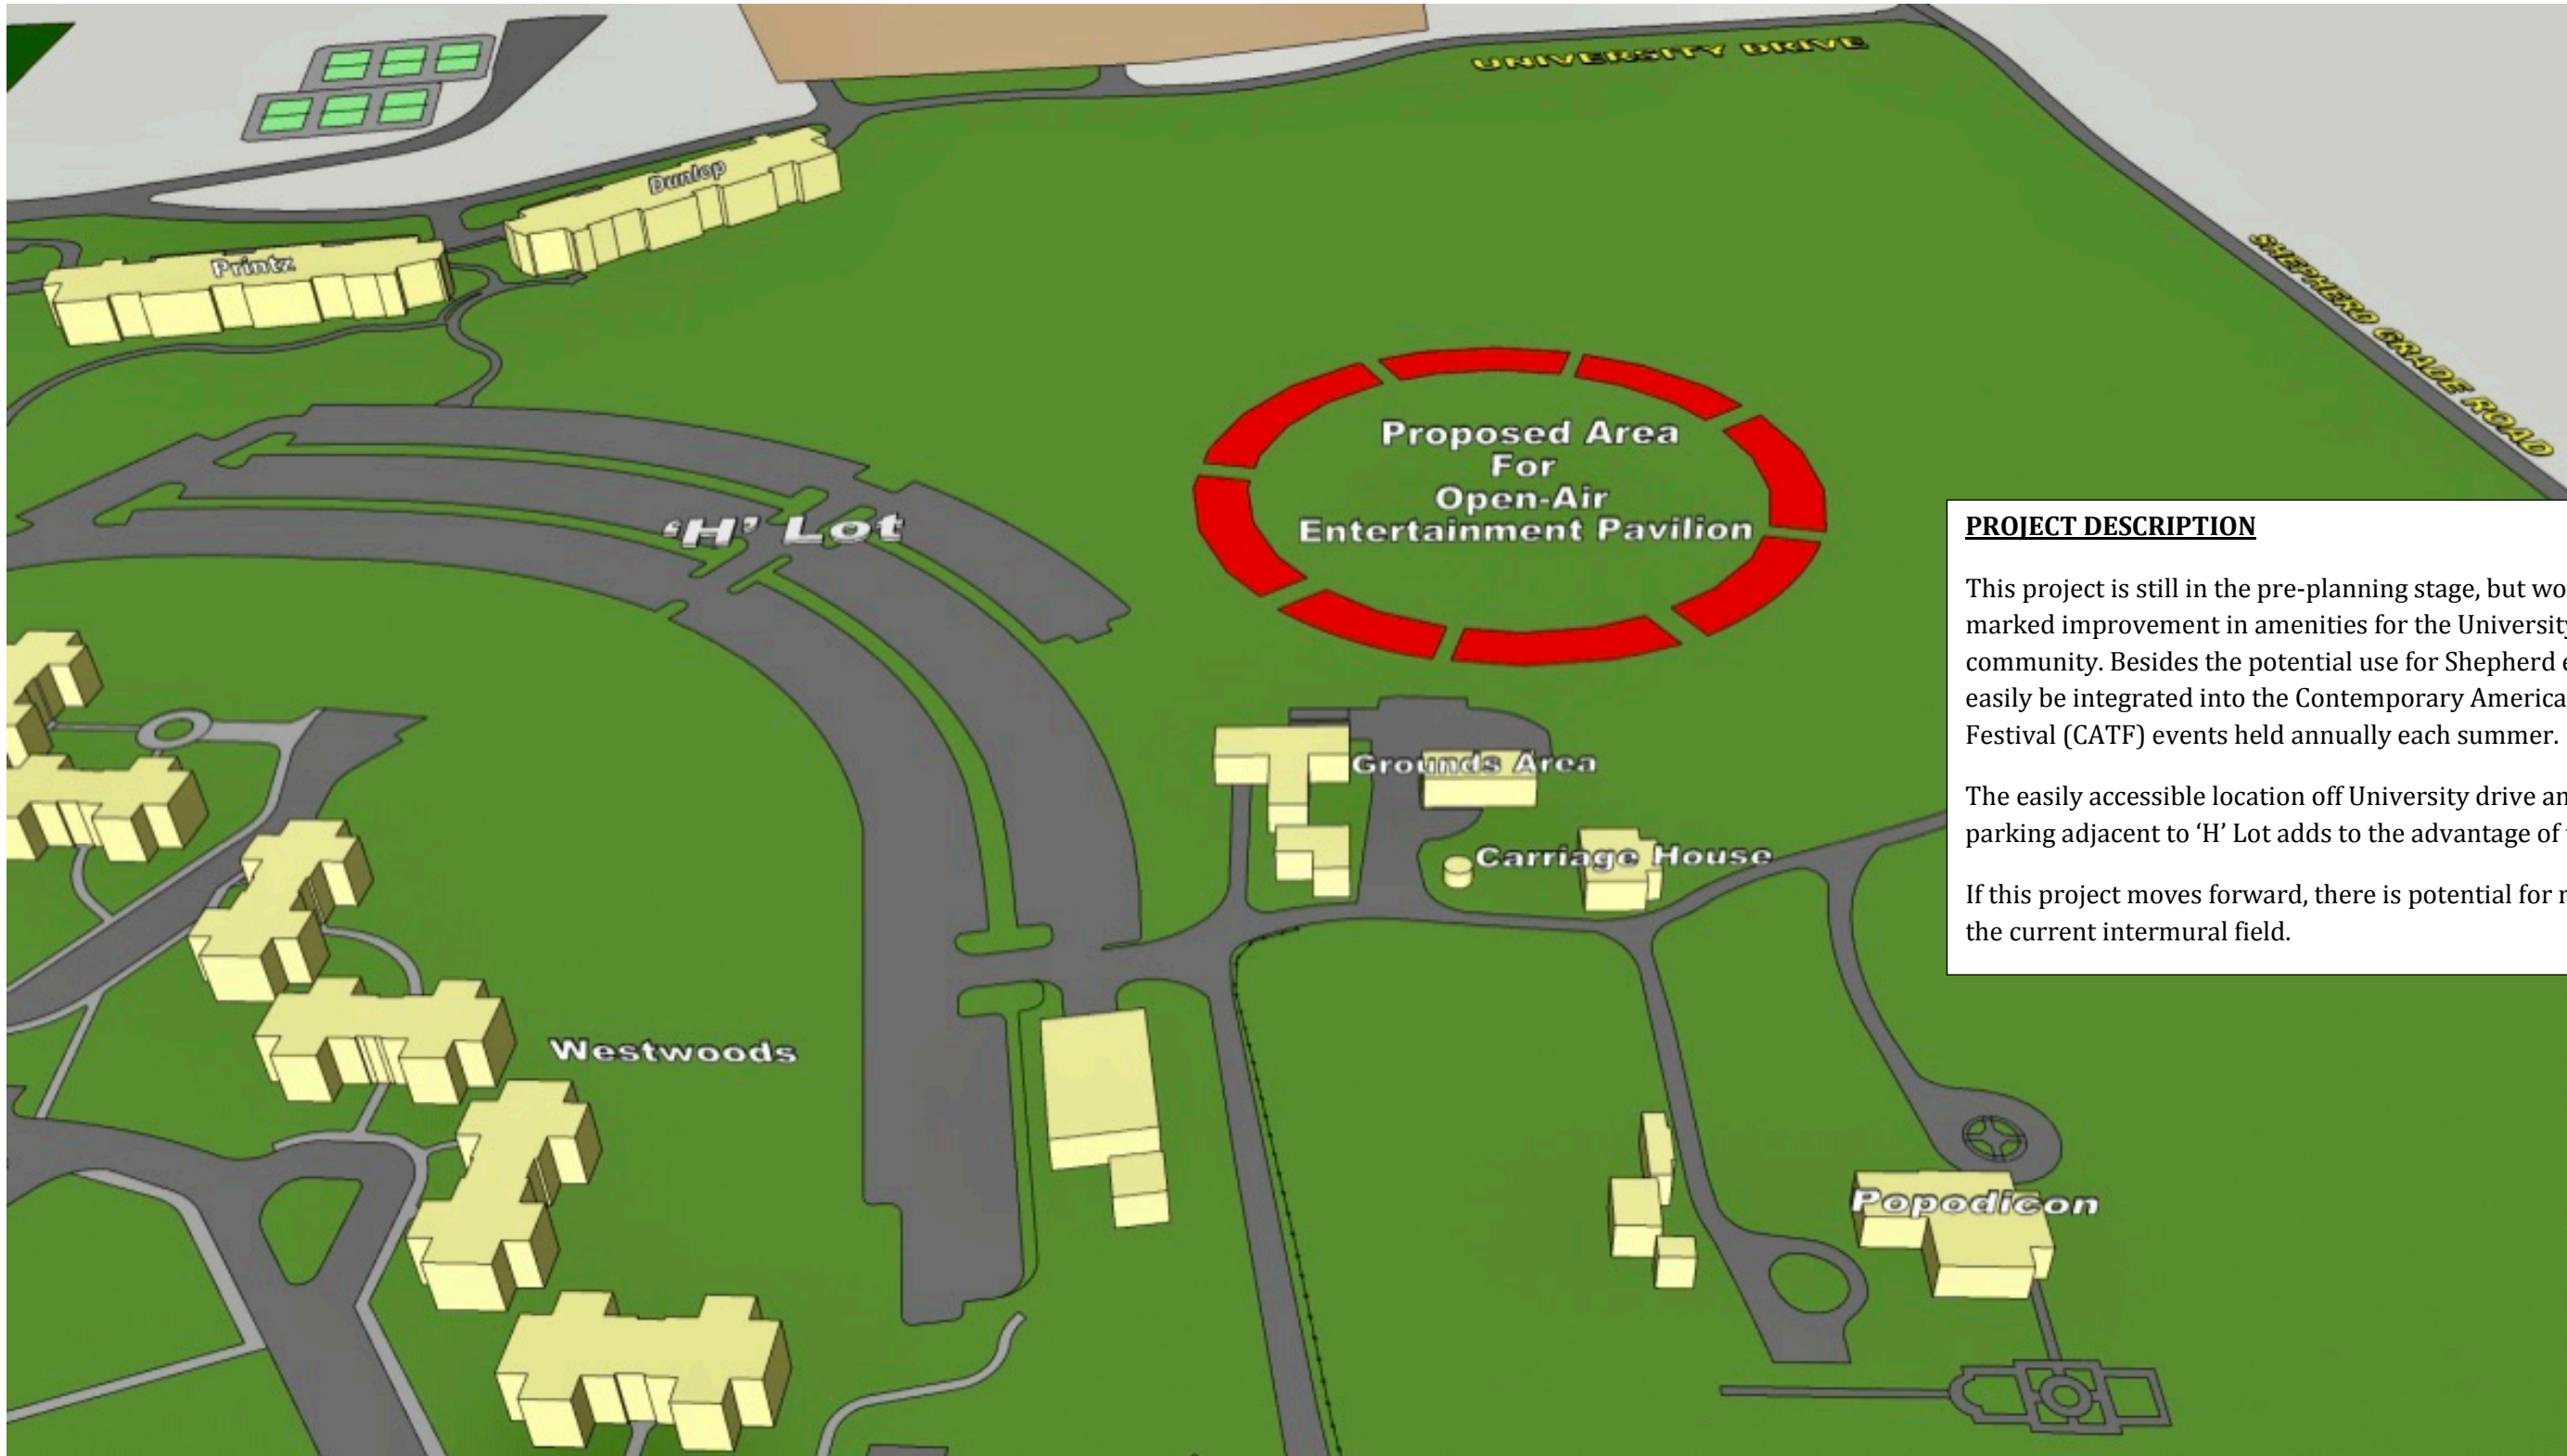 UNIVERSITY DRIVE
Dunlop
Printz
SHEPHERD GRADE ROAD
Proposed Area
For
Open-Air
Entertainment Pavilion
'H' Lot
PROJECT DESCRIPTION
This project is still in the pre-planning stage, but wo
marked improvement in amenities for the University
community. Besides the potential use for Shepherd e
easily be integrated into the Contemporary America
Festival (CATF) events held annually each summer.
The easily accessible location off University drive an
parking adjacent to ‘H’ Lot adds to the advantage of
If this project moves forward, there is potential for
the current intermural field.
Grounds Area
Carriage House
Westwoods
Popodicon